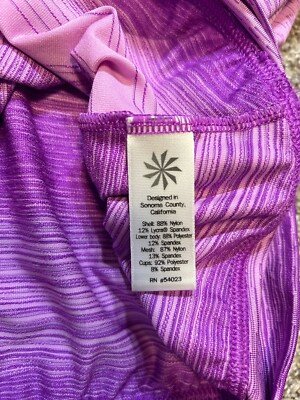 Designed in
Sonoma County,
California
Shell: 88% Nylon
12% Lycra® Spandex
Lower body: 88% Polyester
12% Spandex
Mesh: 87% Nylon
13% Spandex
Cups: 92% Polyester
8% Spandex
RN #54023